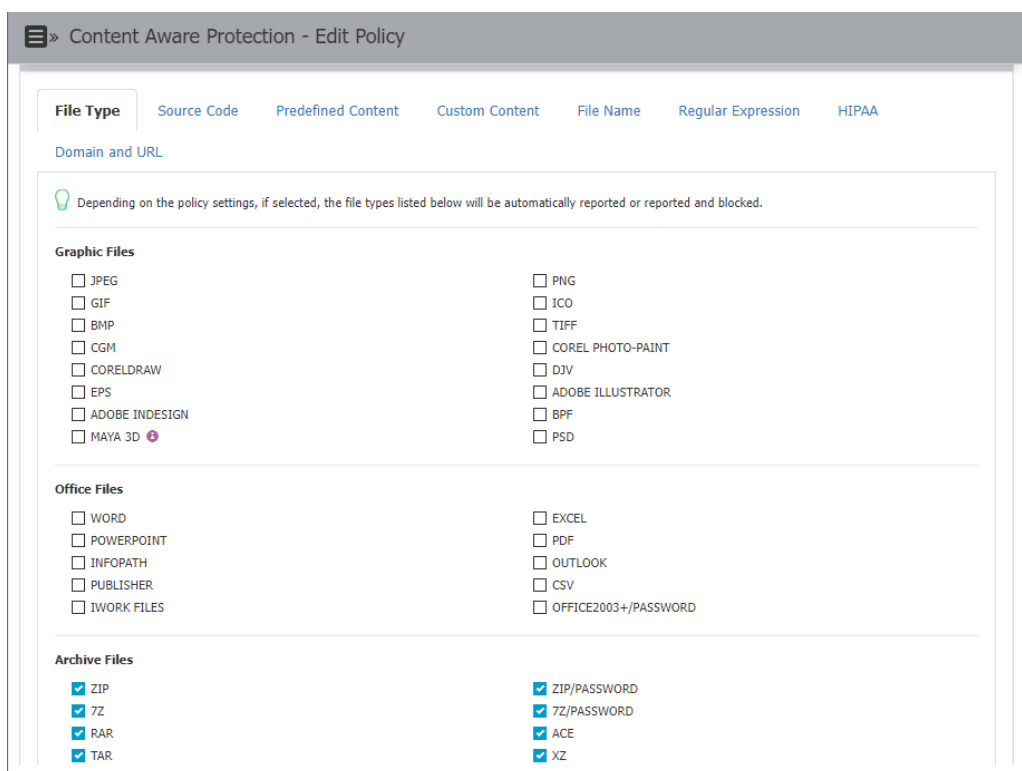 » Content Aware Protection - Edit Policy
File Type Source Code Predefined Content Custom Content File Name Regular Expression HIPAA
Domain and URL
Depending on the policy settings, if selected, the file types listed below will be automatically reported or reported and blocked.
Graphic Files
JPEG PNG
GIF ICO
BMP TIFF
CGM COREL PHOTO-PAINT
CORELDRAW DJV
EPS ADOBE ILLUSTRATOR
ADOBE INDESIGN BPF
MAYA 3D PSD
Office Files
WORD EXCEL
POWERPOINT PDF
INFOPATH OUTLOOK
PUBLISHER CSV
IWORK FILES OFFICE2003+/PASSWORD
Archive Files
ZIP ZIP/PASSWORD
7Z 7Z/PASSWORD
RAR ACE
TAR XZ